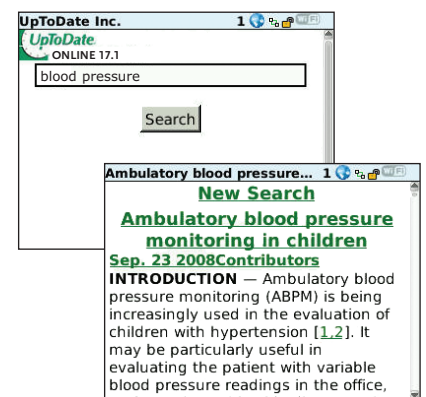 UpToDate Inc. 1
UpToDate
ONLINE 17.1
blood pressure
Search
Ambulatory blood pressure... 1
New Search
Ambulatory blood pressure
monitoring in children
Sep. 23 2008Contributors
INTRODUCTION — Ambulatory blood
pressure monitoring (ABPM) is being
increasingly used in the evaluation of
children with hypertension [1,2]. It
may be particularly useful in
evaluating the patient with variable
blood pressure readings in the office,